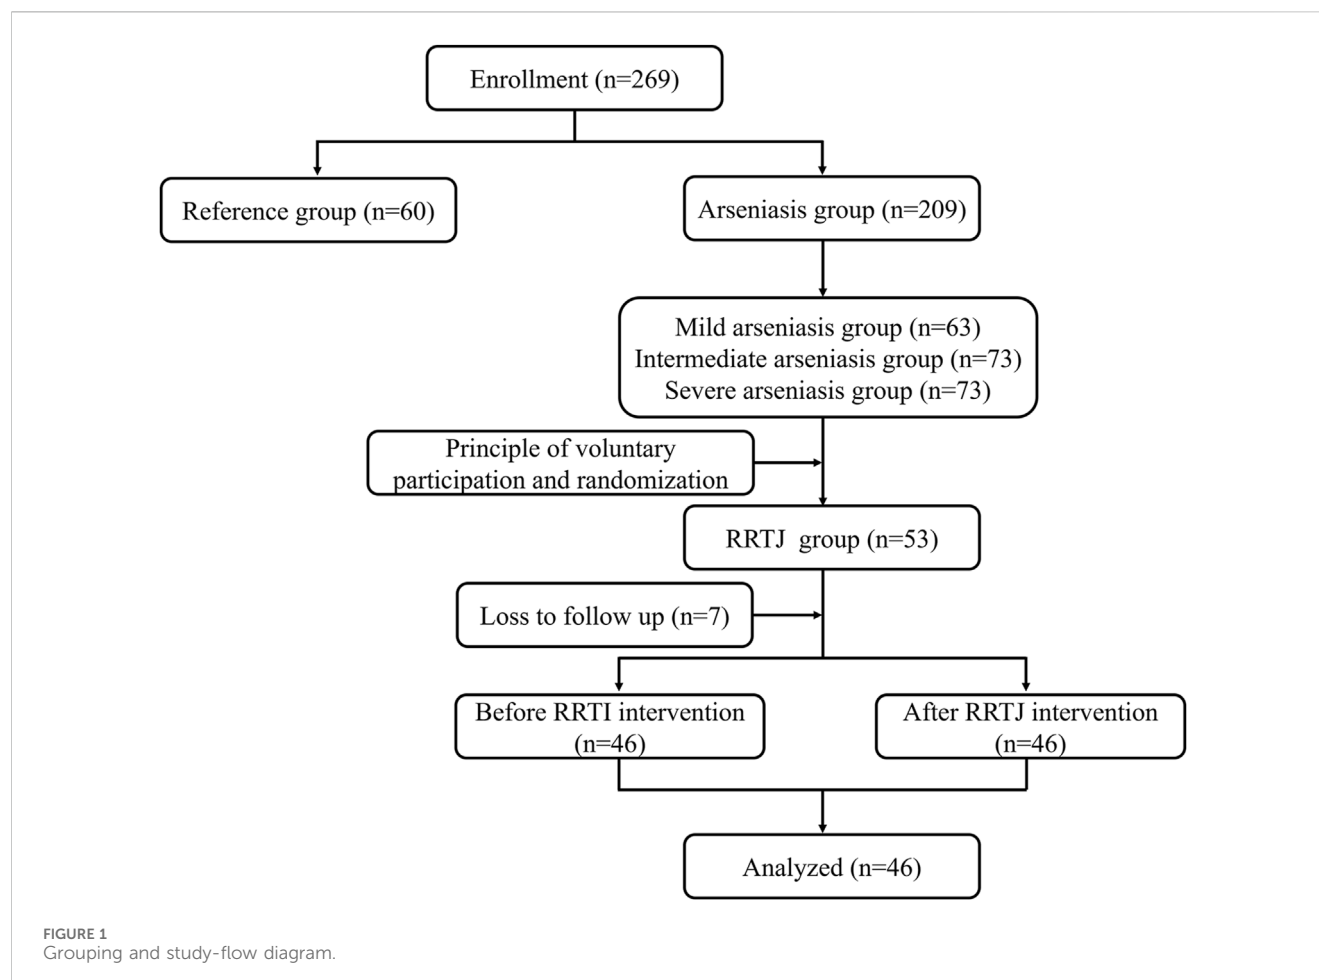 Enrollment (n=269)
Reference group (n=60)
Arseniasis group (n=209)
Mild arseniasis group (n=63)
Intermediate arseniasis group (n=73)
Severe arseniasis group (n=73)
Principle of voluntary
participation and randomization
RRTJ group (n=53)
Loss to follow up (n=7)
Before RRTI intervention
(n=46)
After RRTJ intervention
(n=46)
Analyzed (n=46)
FIGURE 1
Grouping and study-flow diagram.